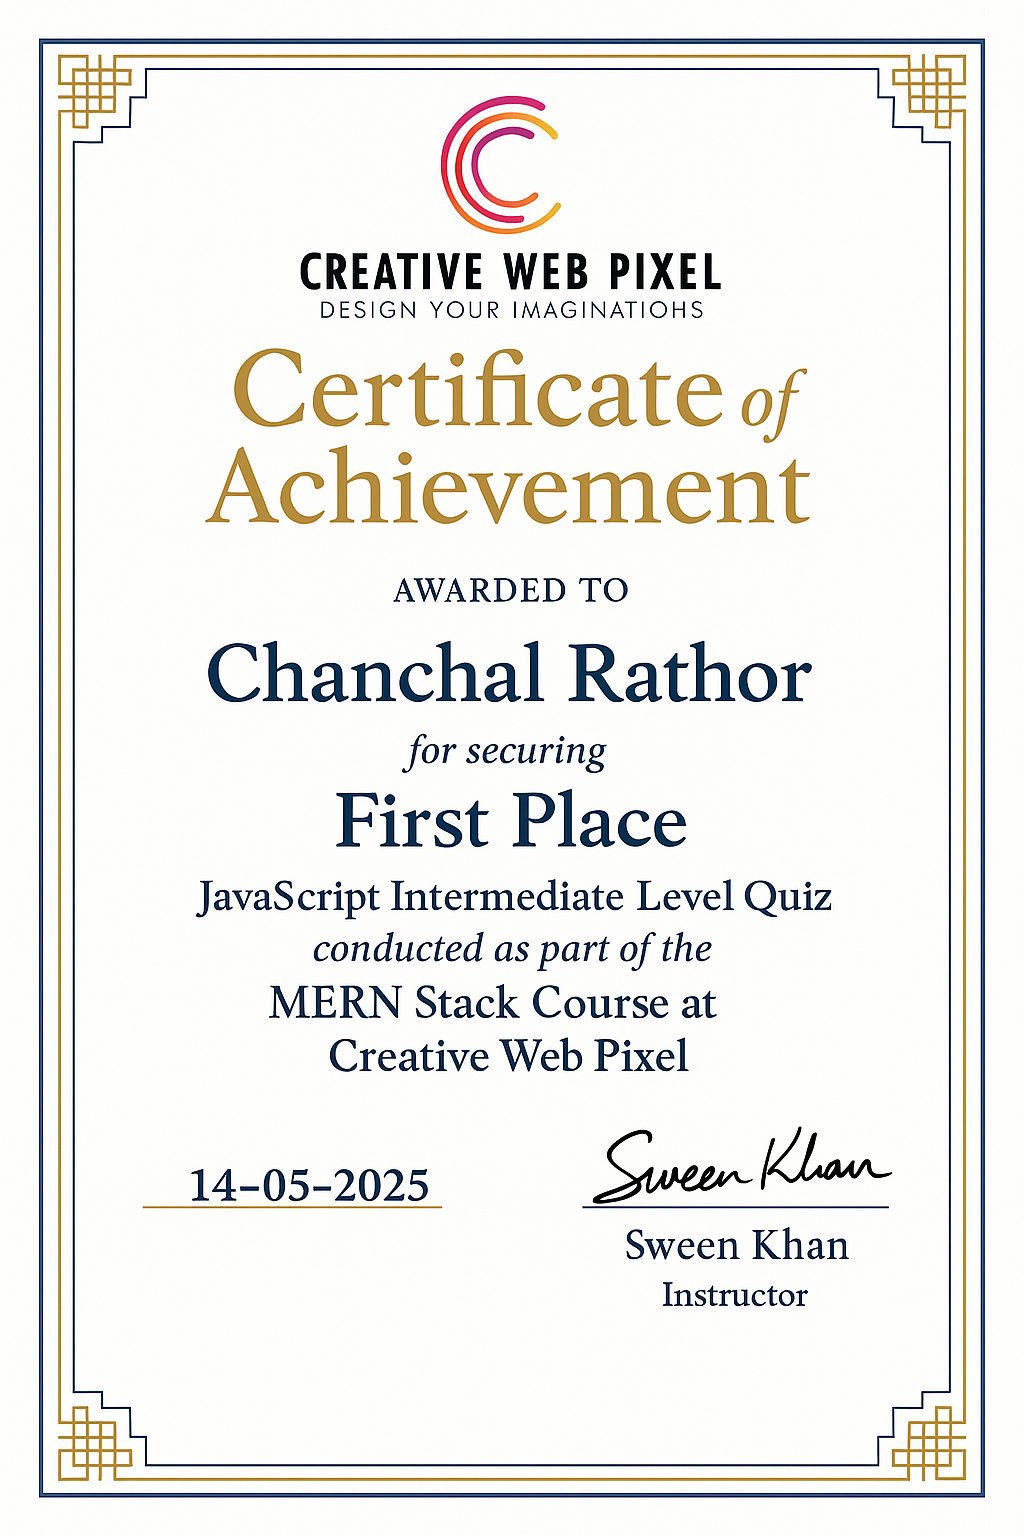 CREATIVE WEB PIXEL
DESIGN YOUR IMAGINATIOHS
Certificate of
Achievement
AWARDED TO
Chanchal Rathor
for securing
First Place
JavaScript Intermediate Level Quiz
conducted as part of the
MERN Stack Course at
Creative Web Pixel
14-05-2025
Sween Khan
Sween Khan
Instructor